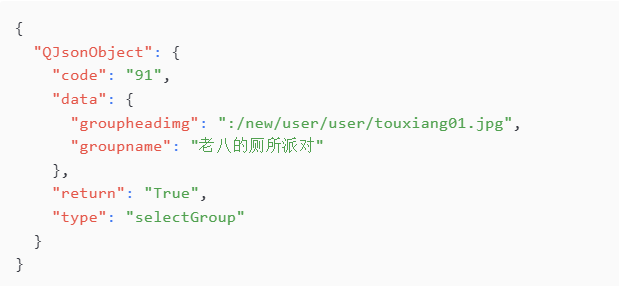 {
  "QJsonObject": {
    "code": "91",
    "data": {
      "groupheadimg": ":/new/user/user/touxiang01.jpg",
      "groupname": "老八的厕所派对"
    },
    "return": "True",
    "type": "selectGroup"
  }
}